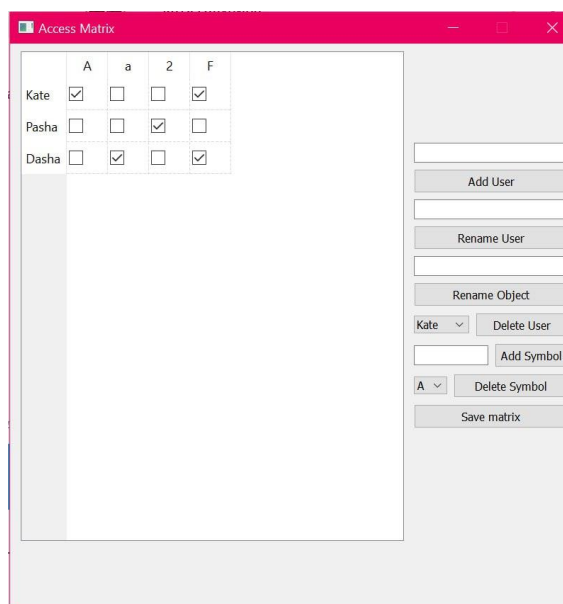 Access Matrix
A a 2 F
Kate
Pasha
Dasha
Add User
Rename User
Rename Object
Kate Delete User
Add Symbol
A Delete Symbol
Save matrix